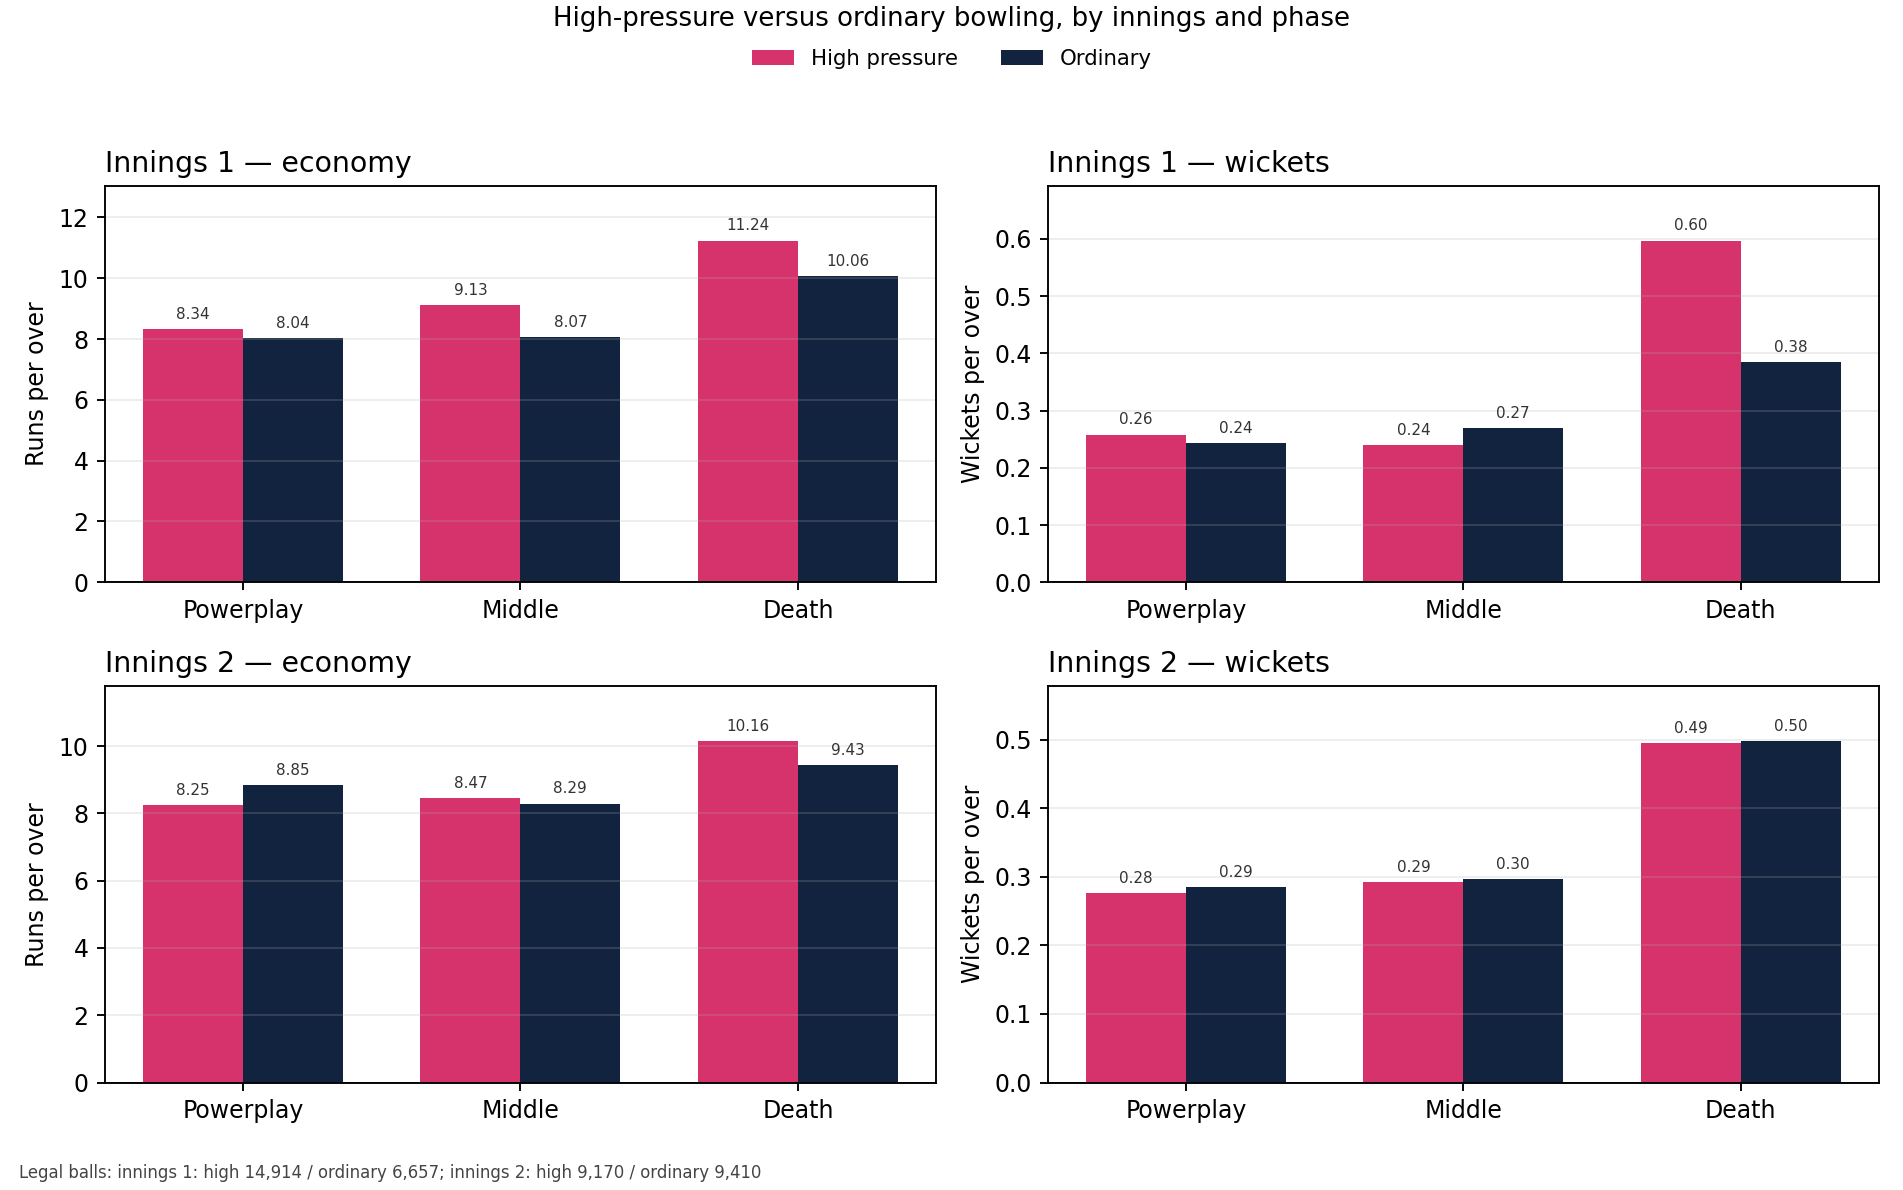 High-pressure versus ordinary bowling, by innings and phase
High pressure
Ordinary
Innings 1 — economy
Runs per over
12
10
8
6
4
2
0
8.34
8.04
9.13
8.07
11.24
10.06
Powerplay
Middle
Death
Innings 1 — wickets
Wickets per over
0.6
0.5
0.4
0.3
0.2
0.1
0.0
0.26
0.24
0.24
0.27
0.60
0.38
Powerplay
Middle
Death
Innings 2 — economy
Runs per over
10
8
6
4
2
0
8.25
8.85
8.47
8.29
10.16
9.43
Powerplay
Middle
Death
Innings 2 — wickets
Wickets per over
0.5
0.4
0.3
0.2
0.1
0.0
0.28
0.29
0.29
0.30
0.49
0.50
Powerplay
Middle
Death
Legal balls: innings 1: high 14,914 / ordinary 6,657; innings 2: high 9,170 / ordinary 9,410